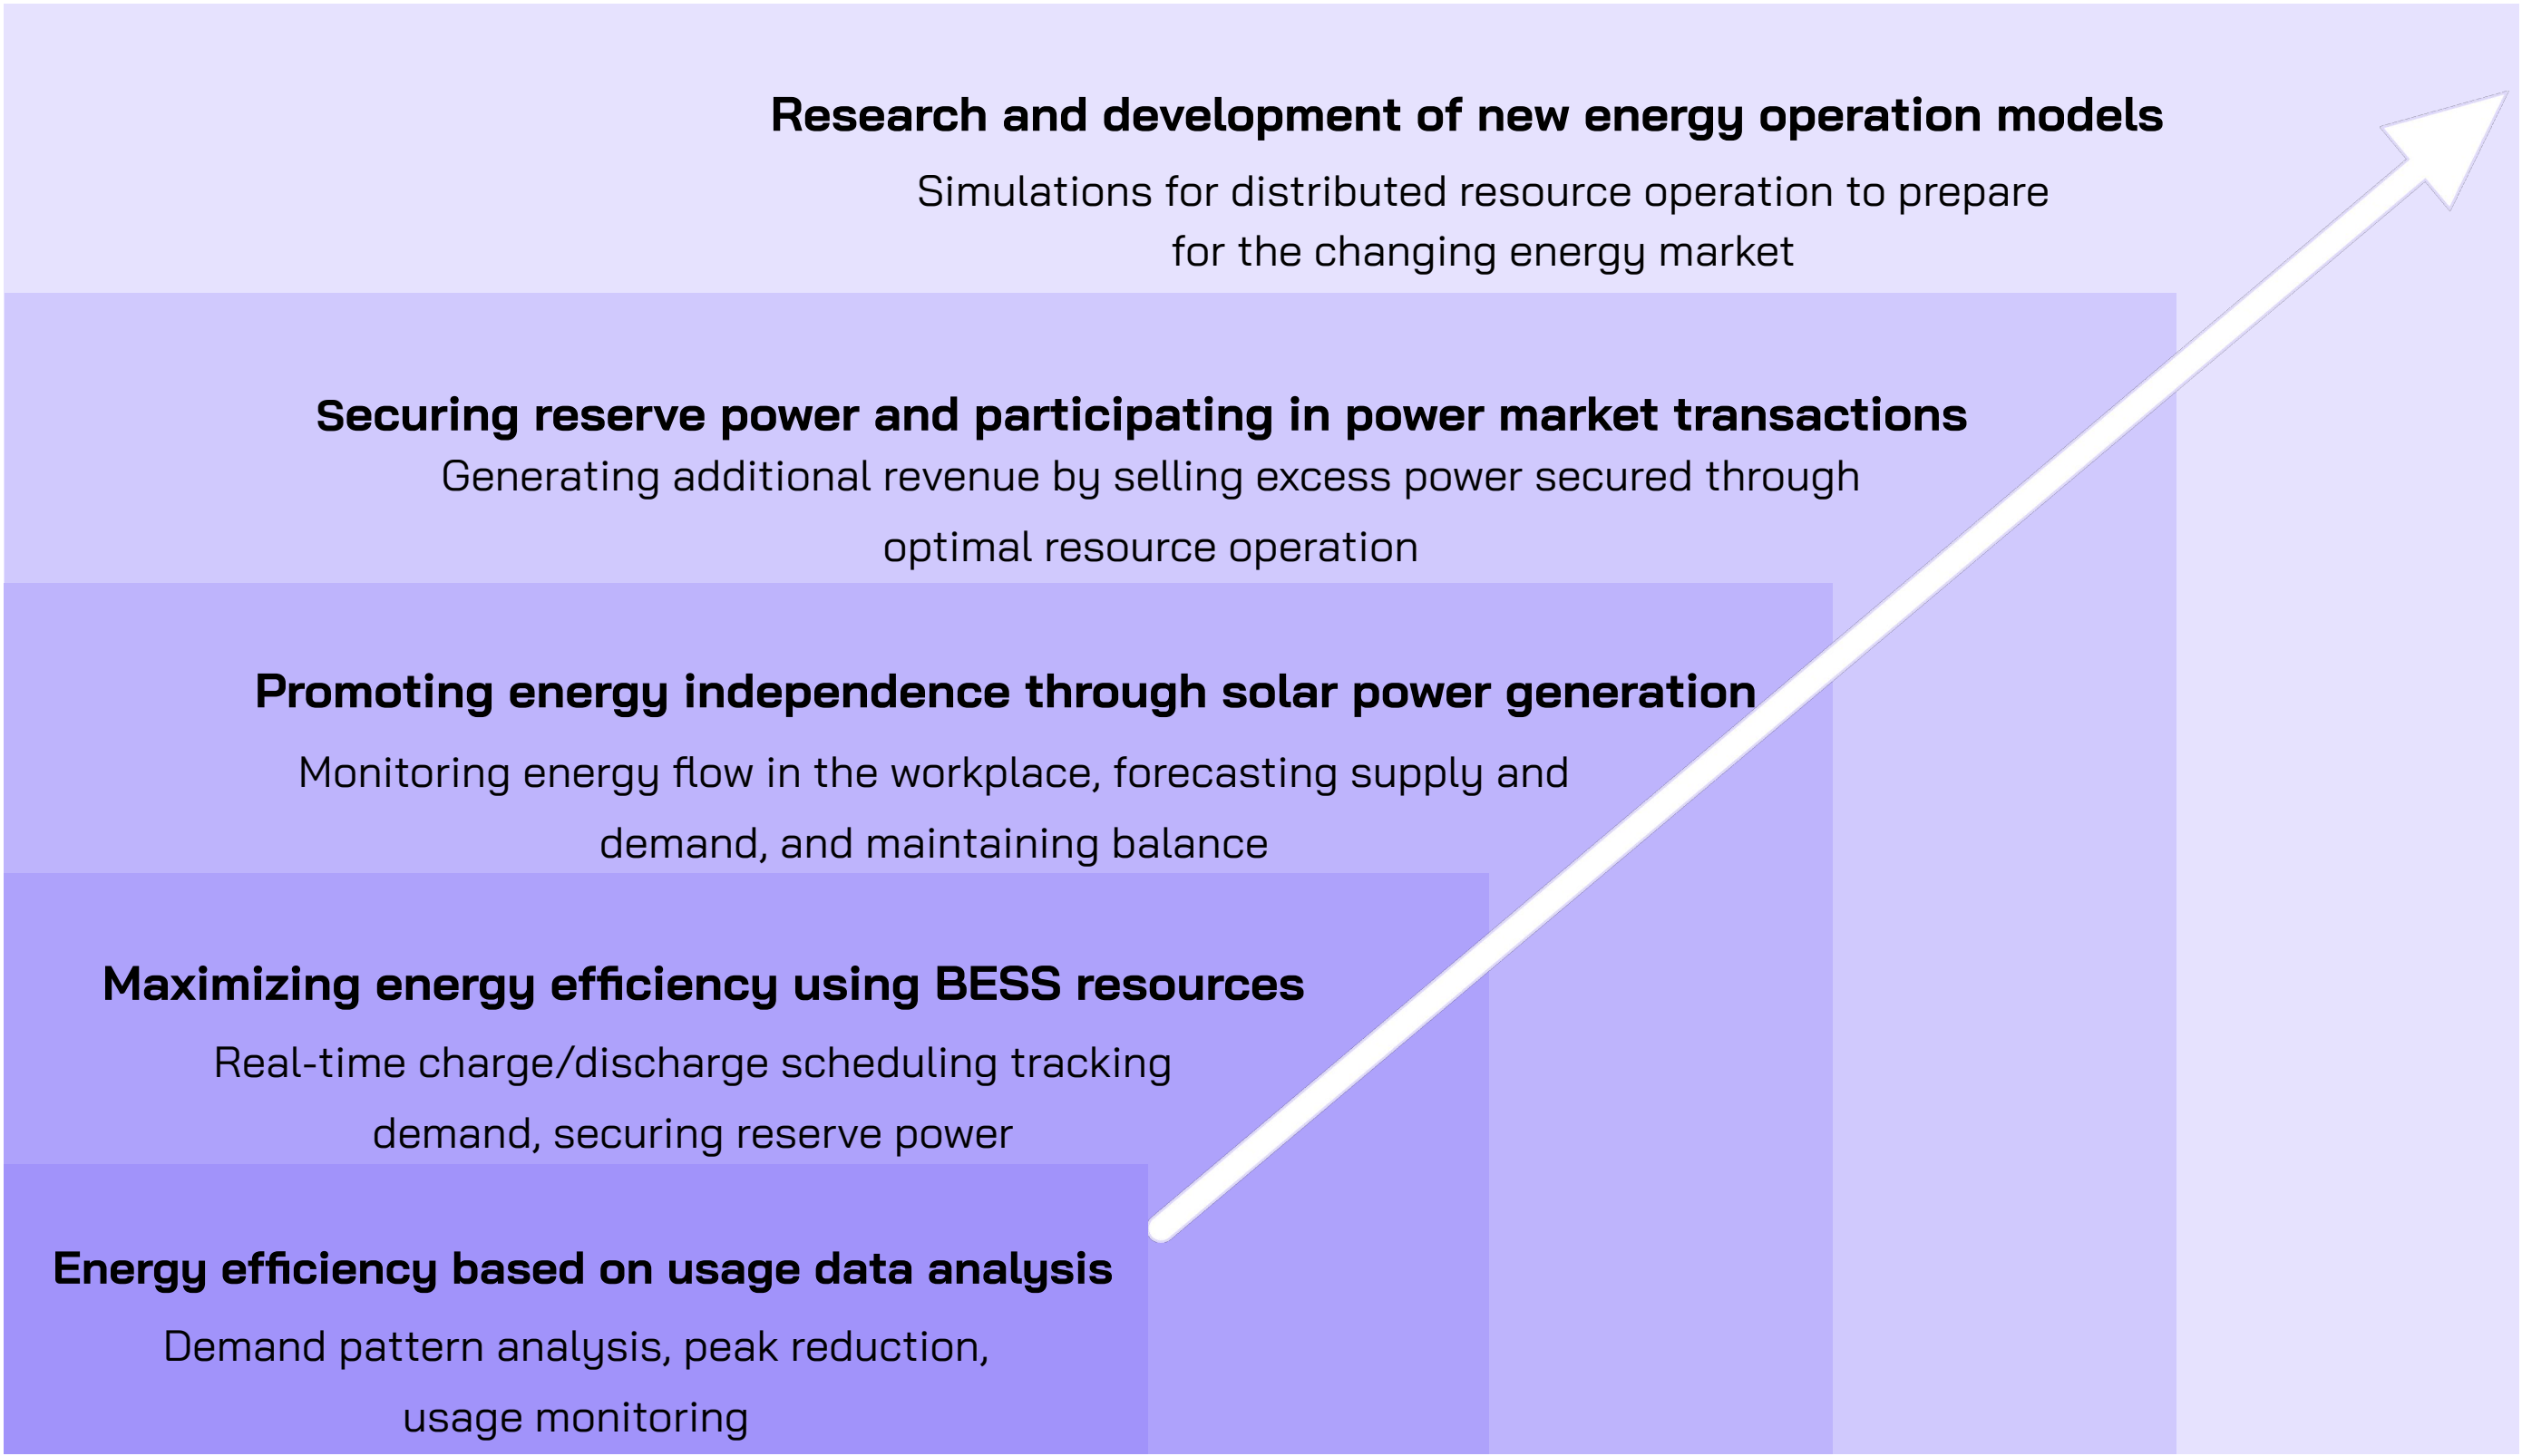 Research and development of new energy operation models
Simulations for distributed resource operation to prepare
for the changing energy market
Securing reserve power and participating in power market transactions
Generating additional revenue by selling excess power secured through
optimal resource operation
Promoting energy independence through solar power generation
Monitoring energy flow in the workplace, forecasting supply and
demand, and maintaining balance
Maximizing energy efficiency using BESS resources
Real-time charge/discharge scheduling tracking
demand, securing reserve power
Energy efficiency based on usage data analysis
Demand pattern analysis, peak reduction,
usage monitoring